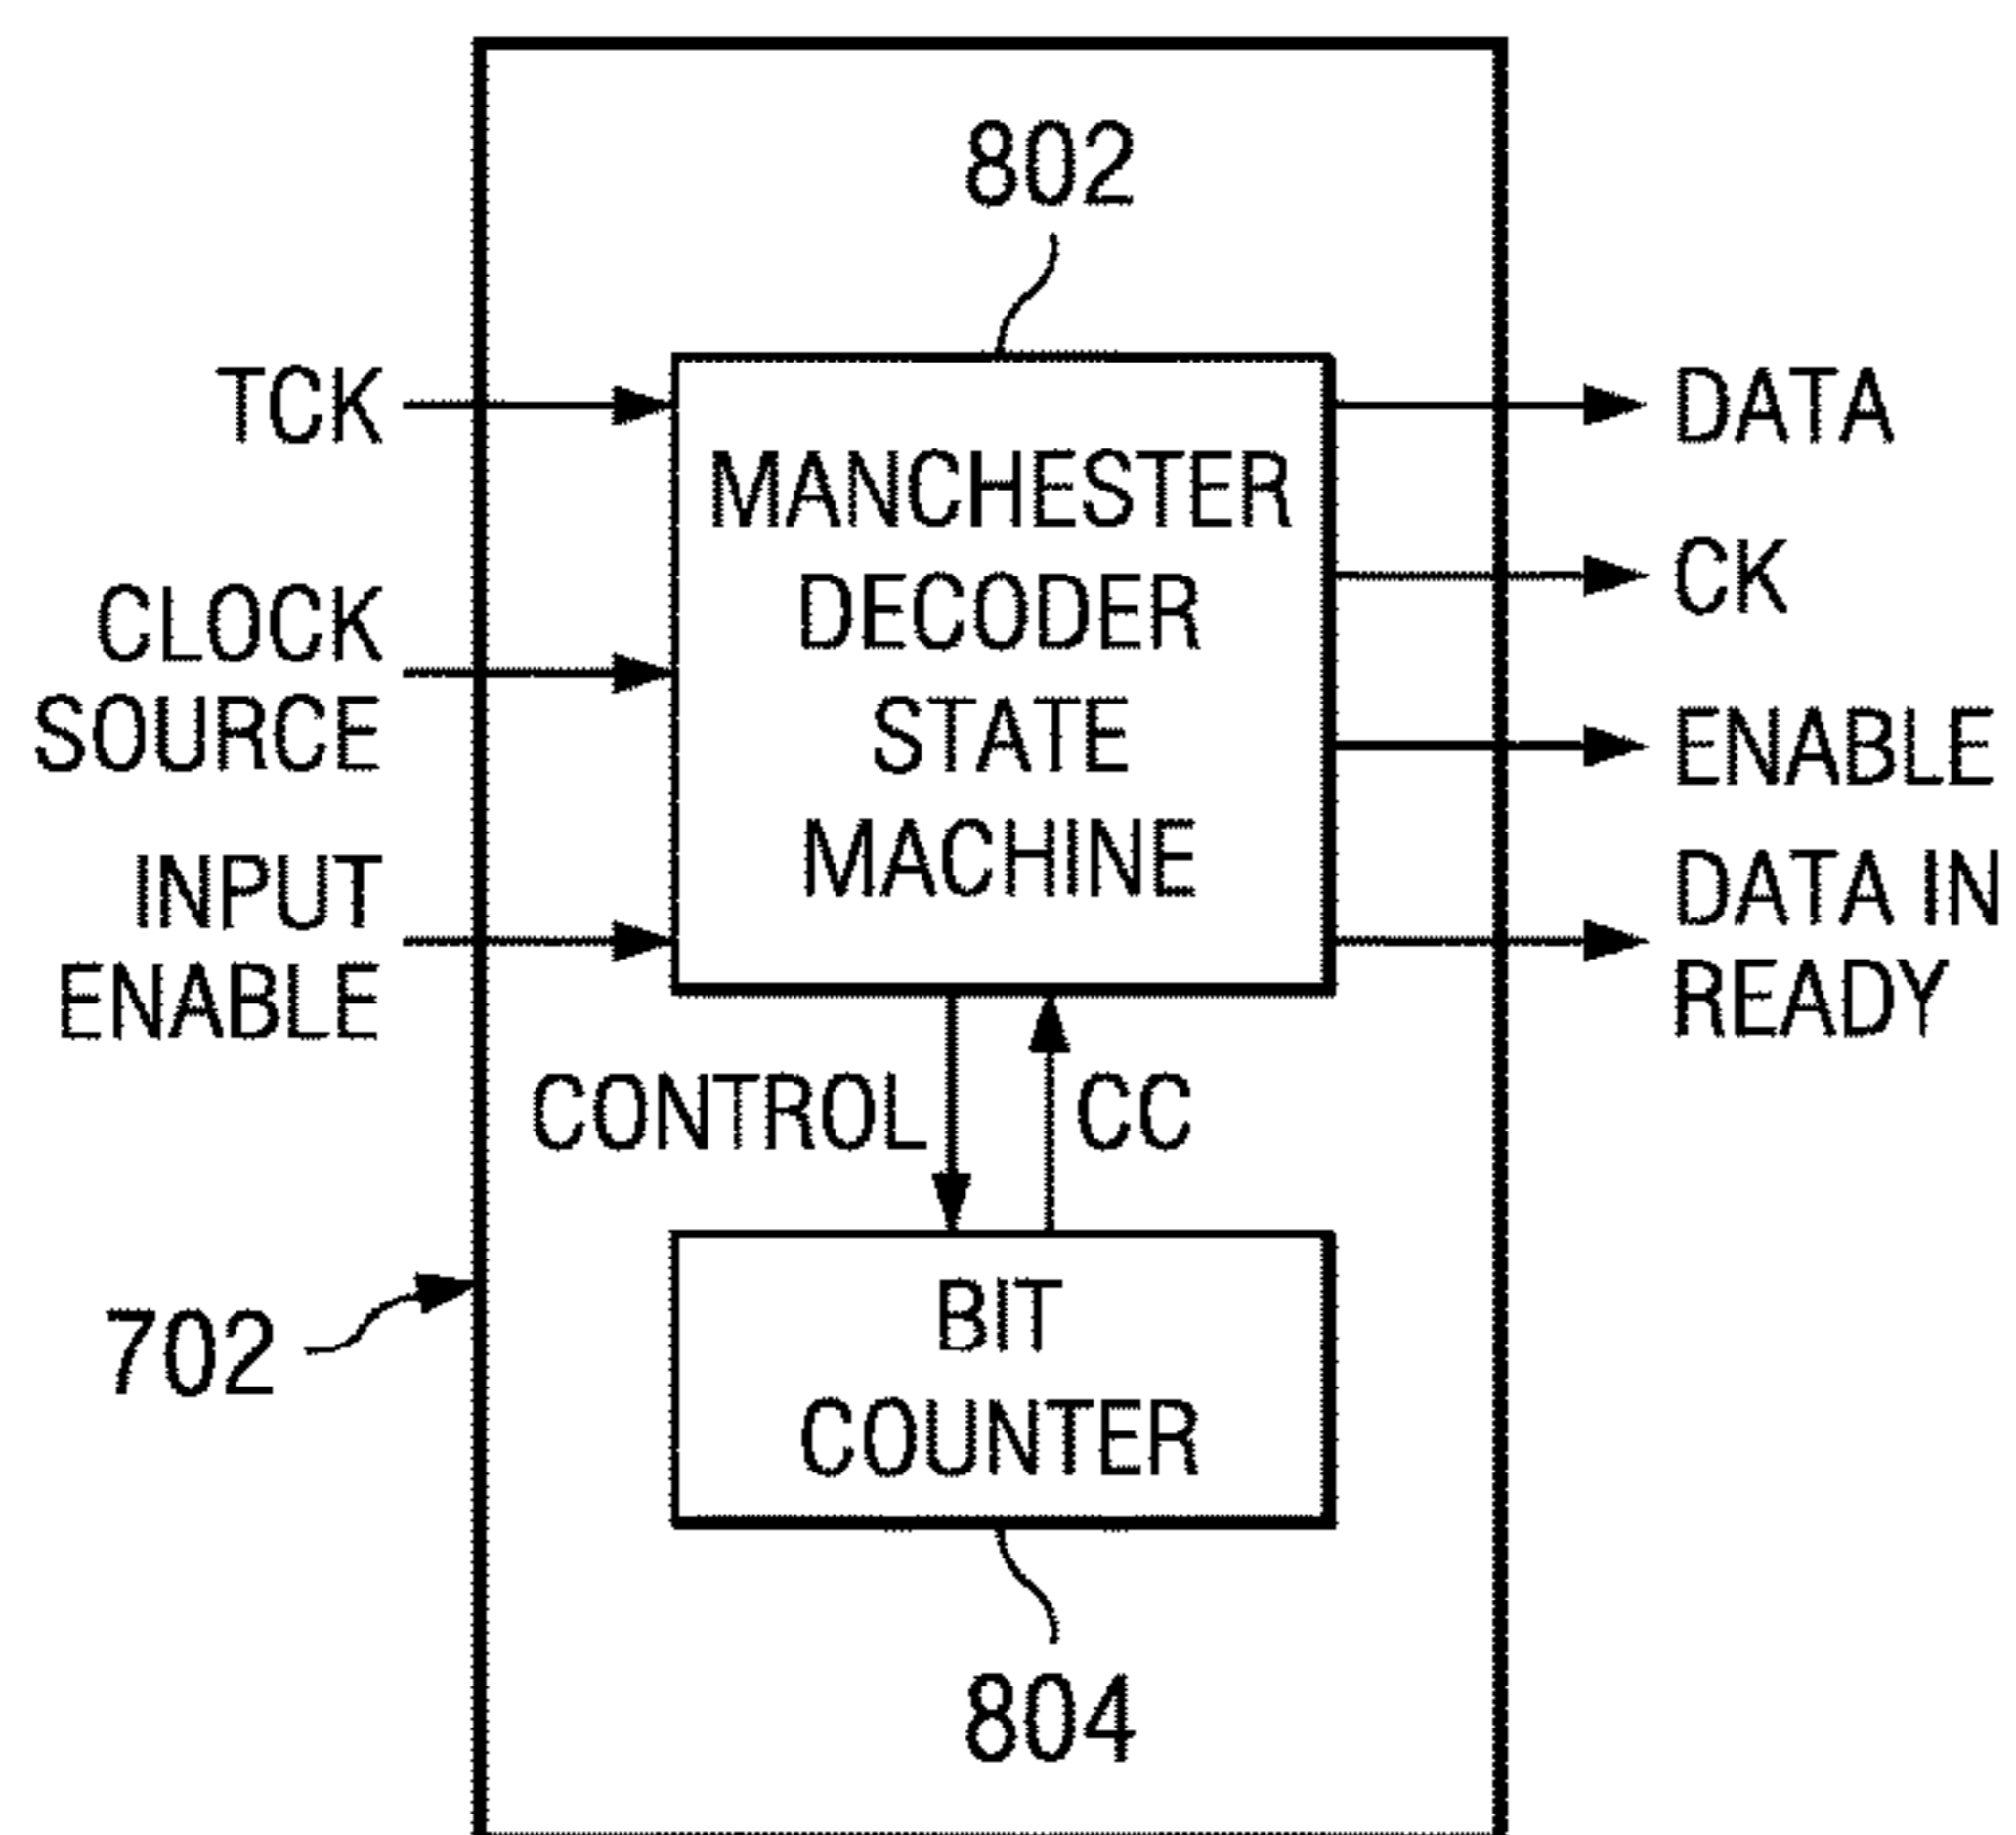 802
TCK
DATA
MANCHESTER
DECODER
STATE
MACHINE
CK
CLOCK
SOURCE
ENABLE
INPUT
ENABLE
DATA IN
READY
CONTROL
CC
BIT
COUNTER
702
804